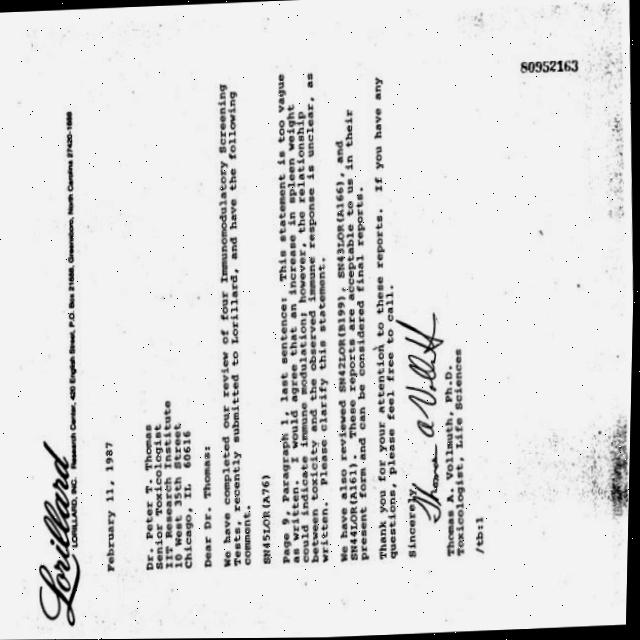 80952163
Lorillard
LORILLARD, INC. Research Center, 420 English Street, P.O. Box 21688, Greensboro, North Carolina 27420-1688
February 11, 1987
Dr. Peter T. Thomas
Senior Toxicologist
IIT Research Institute
10 West 35th Street
Chicago, IL 60616
Dear Dr. Thomas:
We have completed our review of four Immunomodulatory Screening
Tests, recently submitted to Lorillard, and have the following
comment.
SN45LOR(A76)
Page 9, Paragraph 1, last sentence: This statement is too vague
as written. I would agree that an increase in spleen weight
could indicate immune modulation; however, the relationship
between toxicity and the observed immune response is unclear, as
written. Please clarify this statement.
We have also reviewed SN42LOR(B199), SN43LOR(A166), and
SN44LOR(A161). These reports are acceptable to us in their
present form and can be considered final reports.
Thank you for your attention to these reports. If you have any
questions, please feel free to call.
Sincerely,
Thomas A. Vollmuth, Ph.D.
Toxicologist, Life Sciences
/tb:1